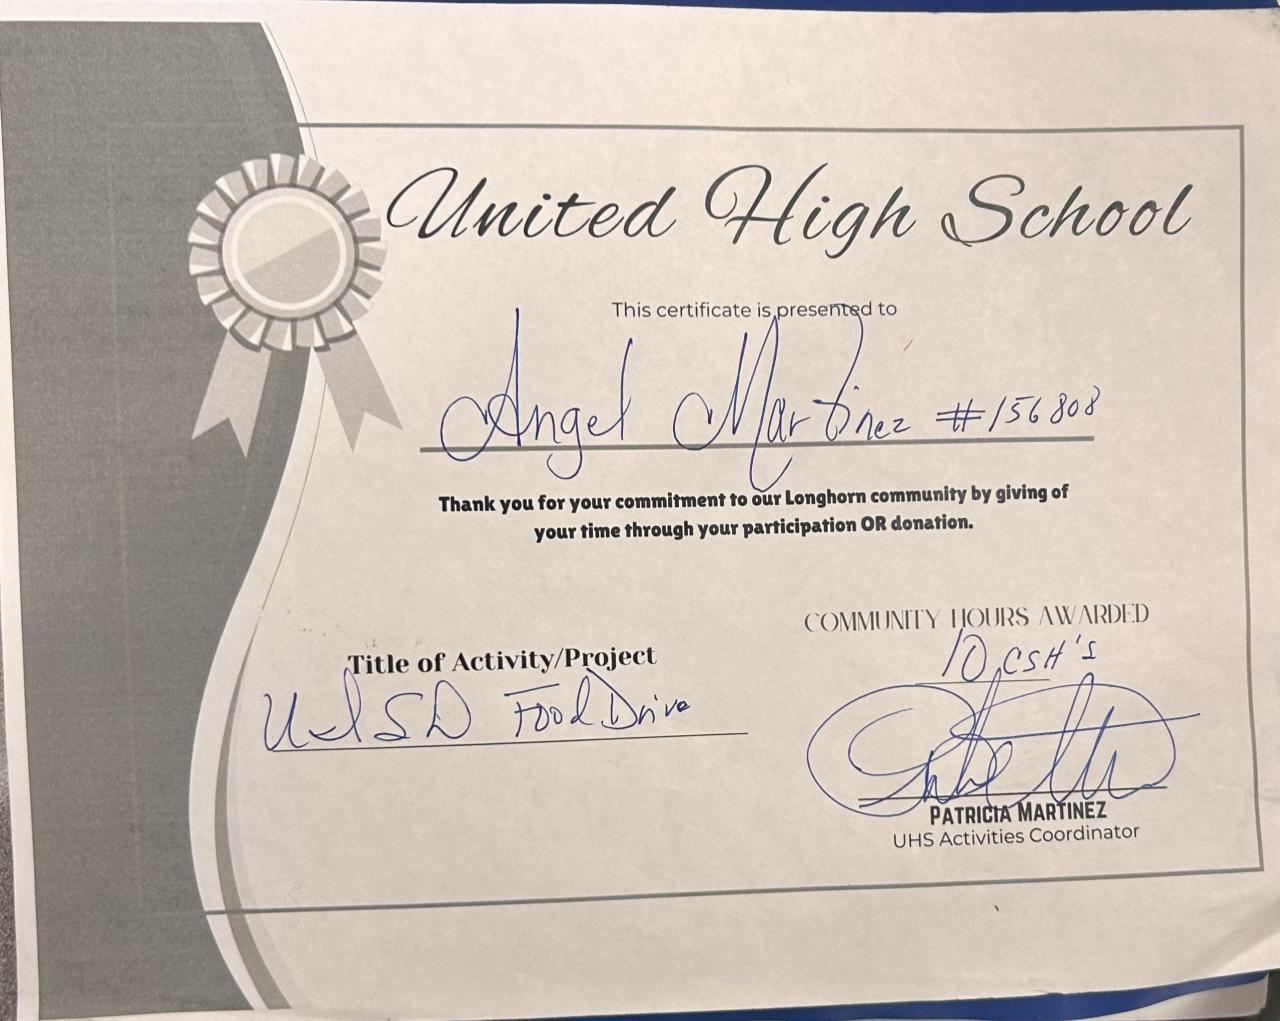 United High School
This certificate is presented to
Angel Martinez #156808
Thank you for your commitment to our Longhorn community by giving of
your time through your participation OR donation.
COMMUNITY HOURS AWARDED
10 CSH's
Title of Activity/Project
UISD Food Drive
PATRICIA MARTINEZ
UHS Activities Coordinator